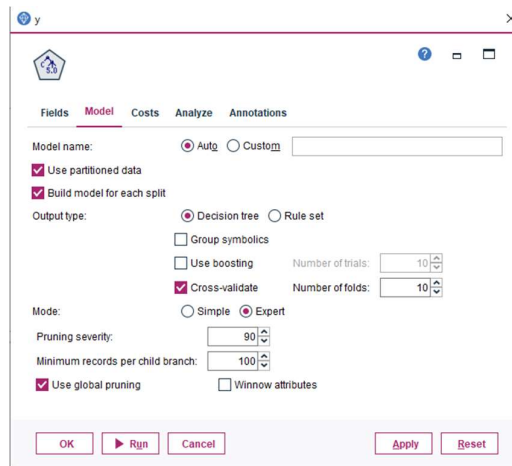 y
C 5.0
?
Fields Model Costs Analyze Annotations
Model name: Auto Custom
Use partitioned data
Build model for each split
Output type: Decision tree Rule set
Group symbolics
Use boosting Number of trials: 10
Cross-validate Number of folds: 10
Mode: Simple Expert
Pruning severity: 90
Minimum records per child branch: 100
Use global pruning Winnow attributes
OK Run Cancel Apply Reset